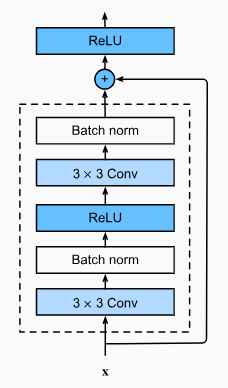 ReLU
+
Batch norm
3 × 3 Conv
ReLU
Batch norm
3 × 3 Conv
x